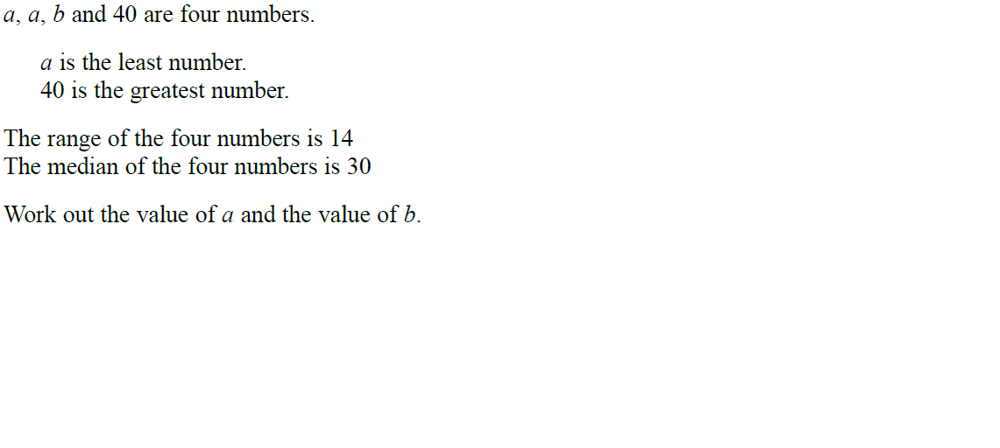 a, a, b and 40 are four numbers.
a is the least number.
40 is the greatest number.
The range of the four numbers is 14
The median of the four numbers is 30
Work out the value of a and the value of b.